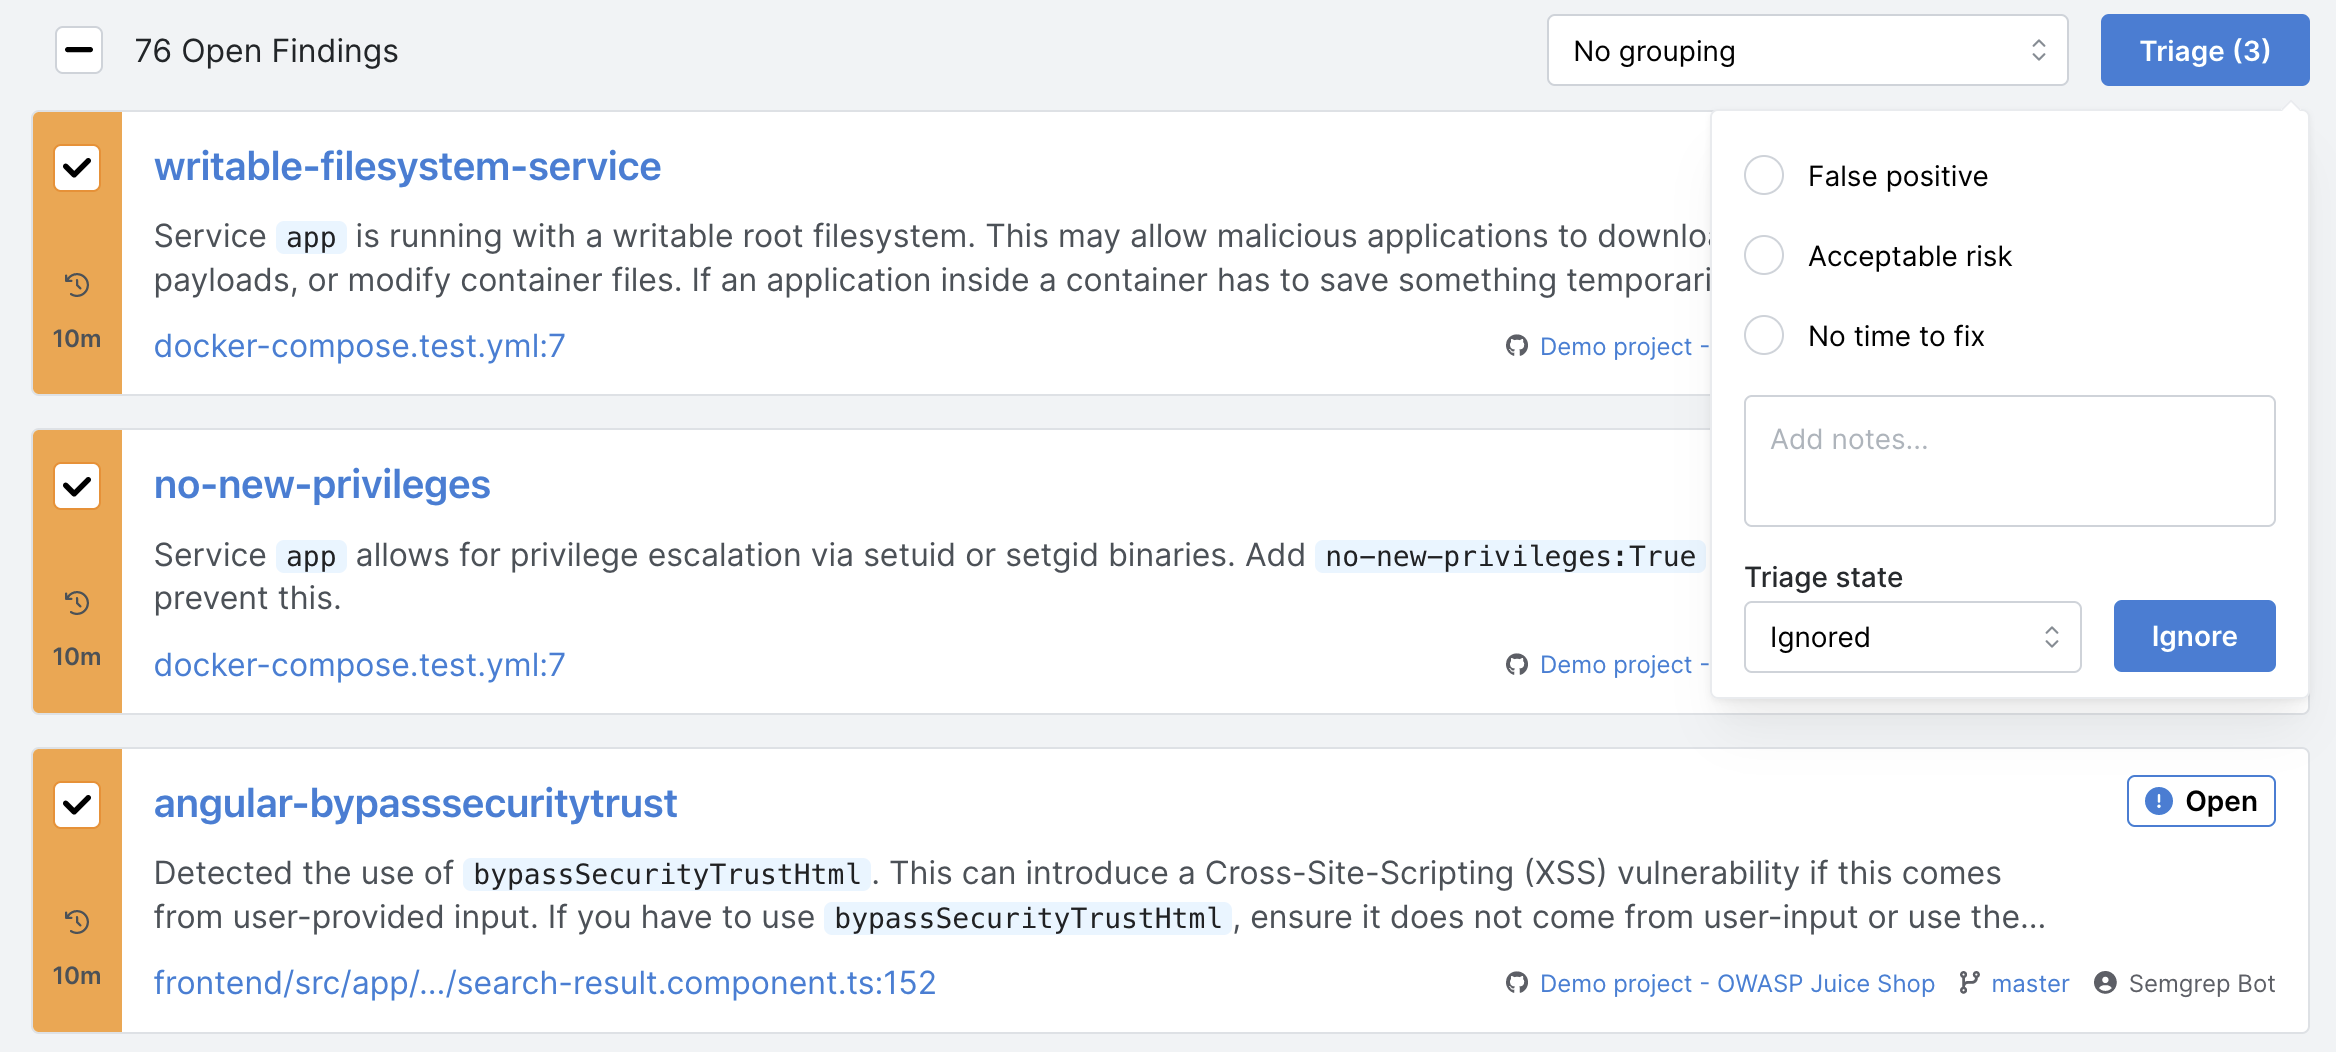 76 Open Findings
No grouping
Triage (3)
writable-filesystem-service
Service app is running with a writable root filesystem. This may allow malicious applications to
payloads, or modify container files. If an application inside a container has to save something
10m
docker-compose.test.yml:7
Demo project -
False positive
Acceptable risk
No time to fix
Add notes...
Triage state
Ignored
Ignore
no-new-privileges
Service app allows for privilege escalation via setuid or setgid binaries. Add no-new-privileges:True
prevent this.
10m
docker-compose.test.yml:7
Demo project -
angular-bypasssecuritytrust
Open
Detected the use of bypassSecurityTrustHtml. This can introduce a Cross-Site-Scripting (XSS) vulnerability if this comes
from user-provided input. If you have to use bypassSecurityTrustHtml, ensure it does not come from user-input or use the...
10m
frontend/src/app/.../search-result.component.ts:152
Demo project - OWASP Juice Shop
master
Semgrep Bot